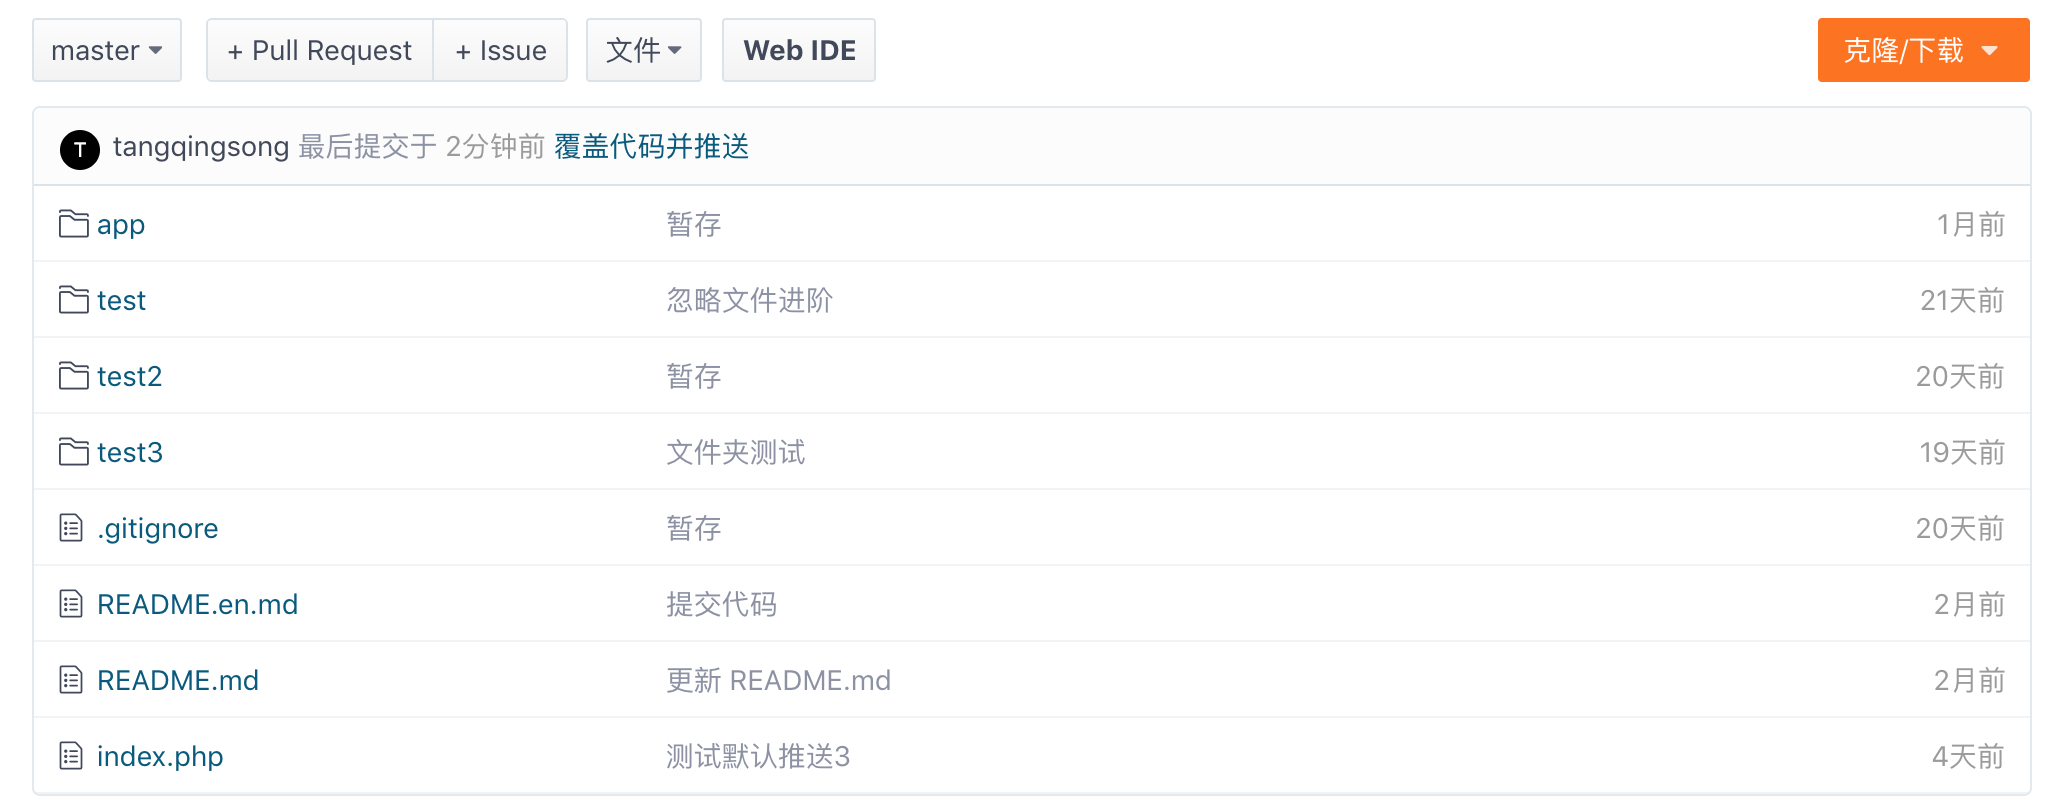 master + Pull Request + Issue 文件 Web IDE 克隆/下载
T tangqingsong 最后提交于 2分钟前 覆盖代码并推送
app 暂存 1月前
test 忽略文件进阶 21天前
test2 暂存 20天前
test3 文件夹测试 19天前
.gitignore 暂存 20天前
README.en.md 提交代码 2月前
README.md 更新 README.md 2月前
index.php 测试默认推送3 4天前